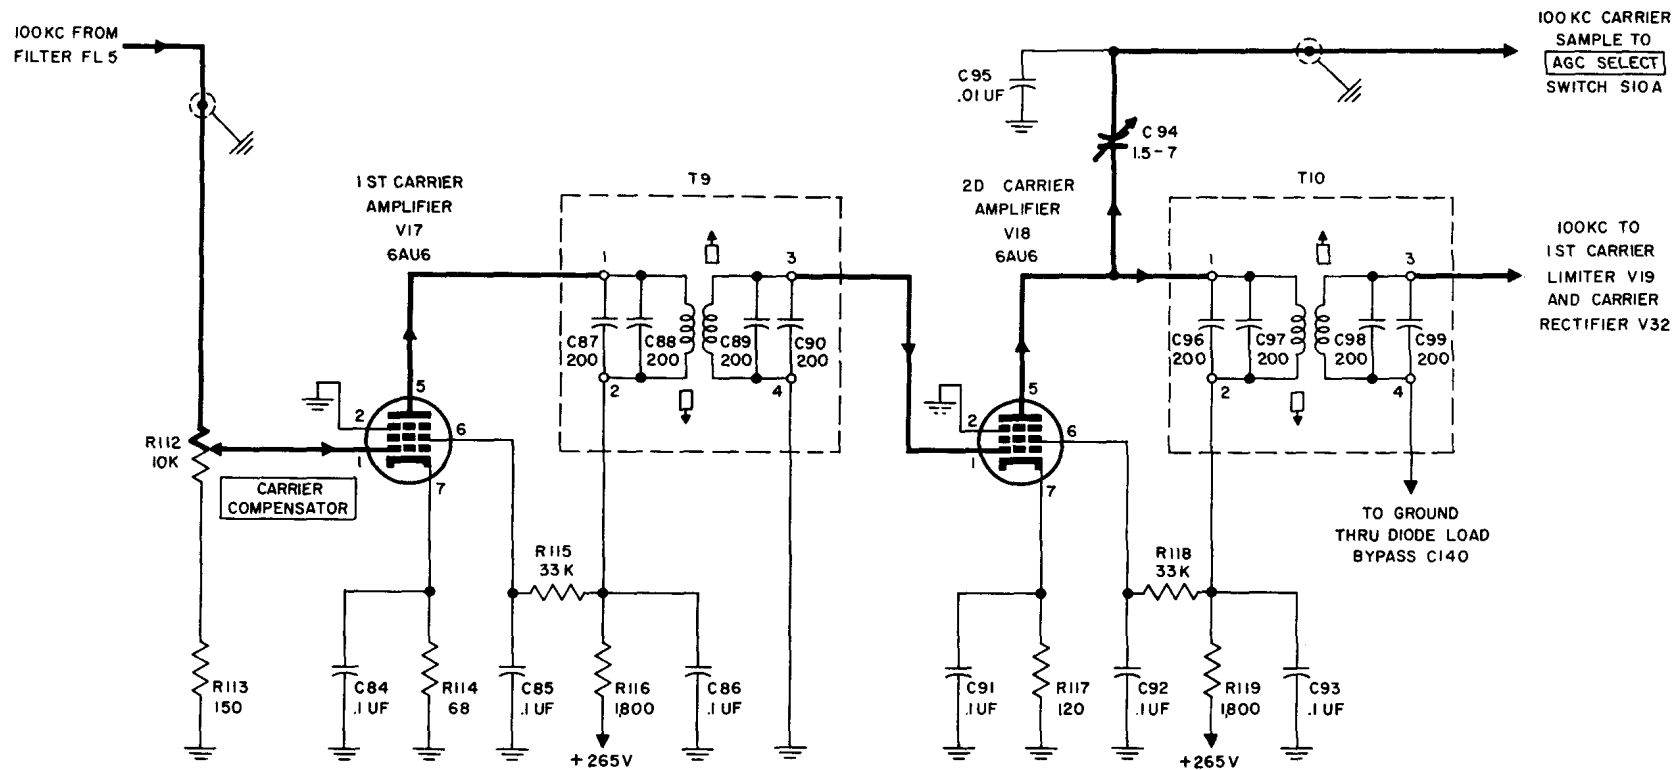 100KC FROM
FILTER FL5
1ST CARRIER
AMPLIFIER
V17
6AU6
T9
C95
.01UF
C94
1.5-7
2D CARRIER
AMPLIFIER
V18
6AU6
T10
100KC CARRIER
SAMPLE TO
AGC SELECT
SWITCH S10A
100KC TO
1ST CARRIER
LIMITER V19
AND CARRIER
RECTIFIER V32
1
3
C87
200
C88
200
C89
200
C90
200
2
4
1
3
C96
200
C97
200
C98
200
C99
200
2
4
R112
10K
5
2
6
1
7
CARRIER
COMPENSATOR
5
2
6
1
7
TO GROUND
THRU DIODE LOAD
BYPASS C140
R115
33K
R118
33K
R113
150
C84
.1UF
R114
68
C85
.1UF
R116
1,800
C86
.1UF
C91
.1UF
R117
120
C92
.1UF
R119
1,800
C93
.1UF
+265V
+265V